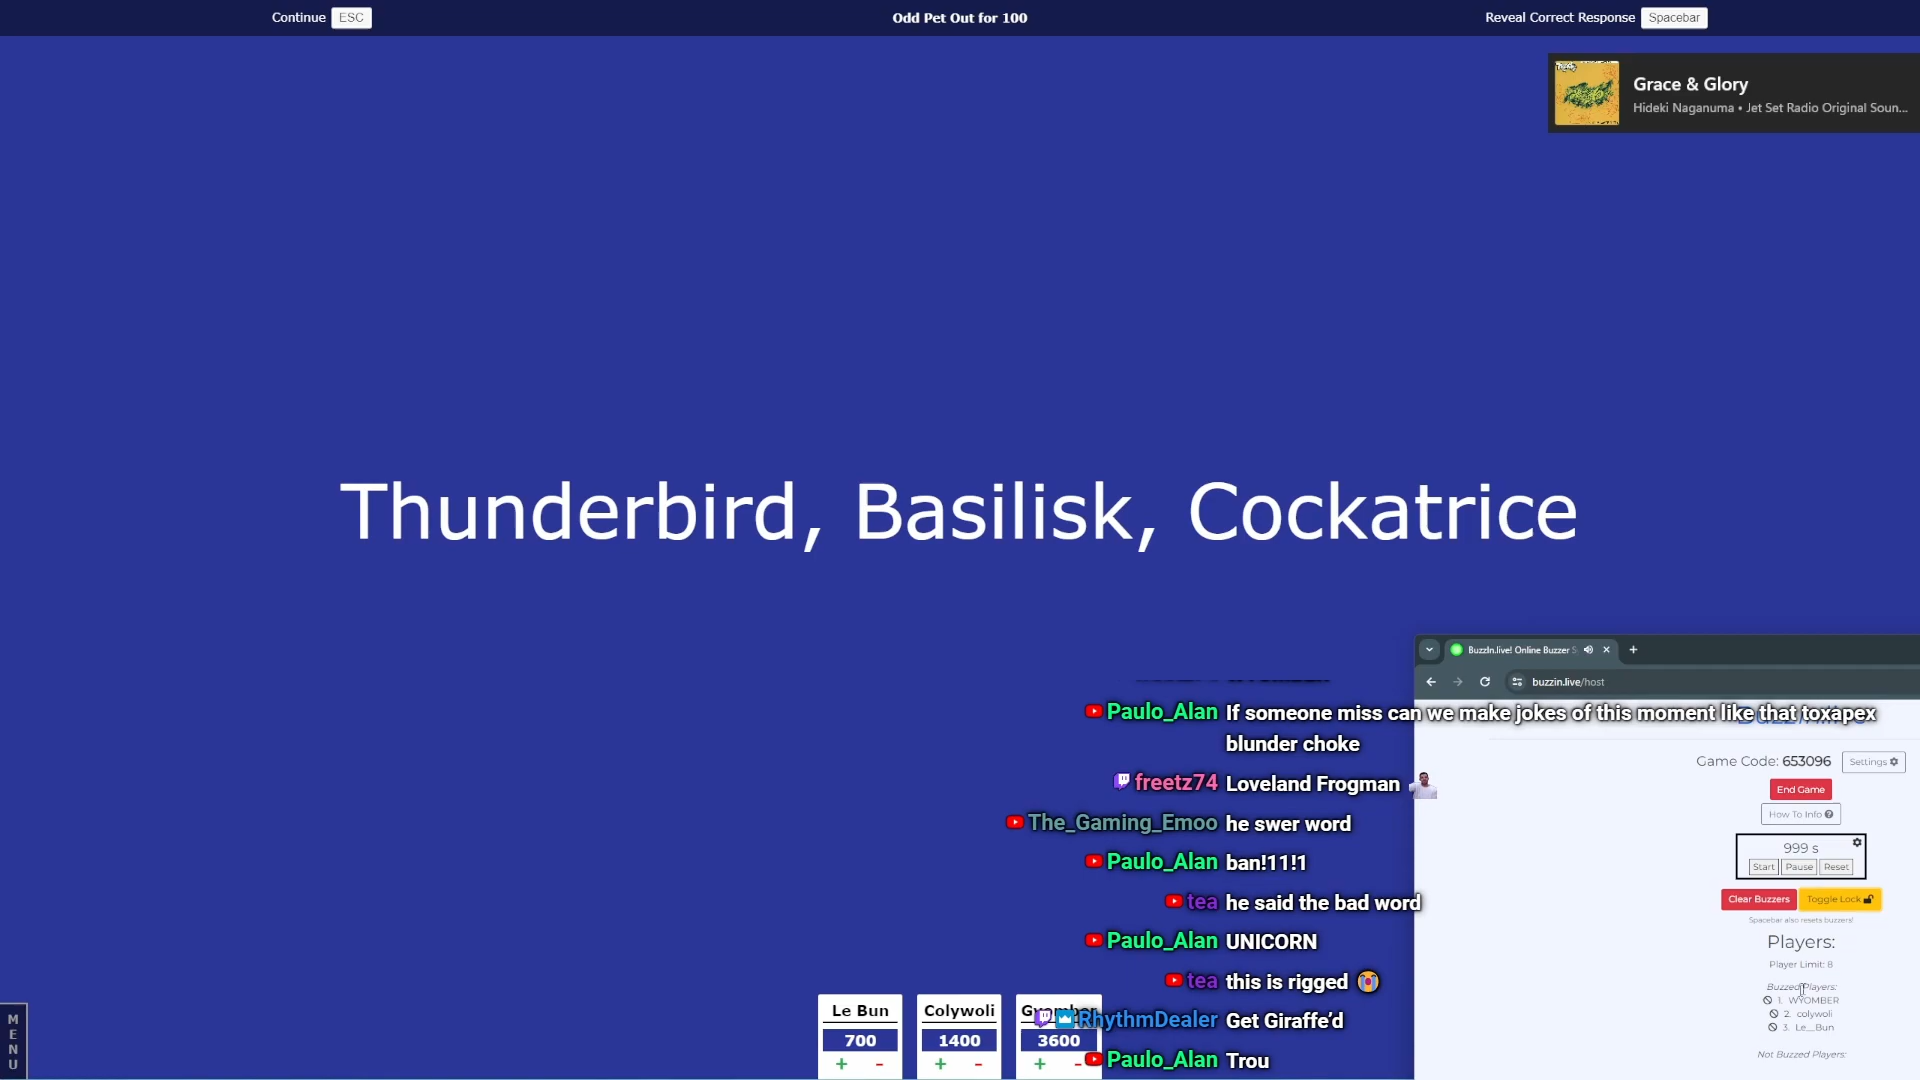 Continue ESC
Odd Pet Out for 100
Reveal Correct Response Spacebar
Grace & Glory
Hideki Naganuma • Jet Set Radio Original Soun...
Thunderbird, Basilisk, Cockatrice
BuzzIn.live! Online Buzzer S
buzzin.live/host
Paulo_Alan If someone miss can we make jokes of this moment like that toxapex
blunder choke
freetz74 Loveland Frogman
The_Gaming_Emoo he swer word
Paulo_Alan ban!11!1
tea he said the bad word
Paulo_Alan UNICORN
tea this is rigged
RhythmDealer Get Giraffe’d
Paulo_Alan Trou
Game Code: 653096 Settings
End Game
How To Info
999 s
Start Pause Reset
Clear Buzzers Toggle Lock
Spacebar also resets buzzers!
Players:
Player Limit: 8
Buzzed Players:
1. WYOMBER
2. colywoli
3. Le__Bun
Not Buzzed Players:
Le Bun
700
+ -
Colywoli
1400
+ -
3600
+ -
MENU